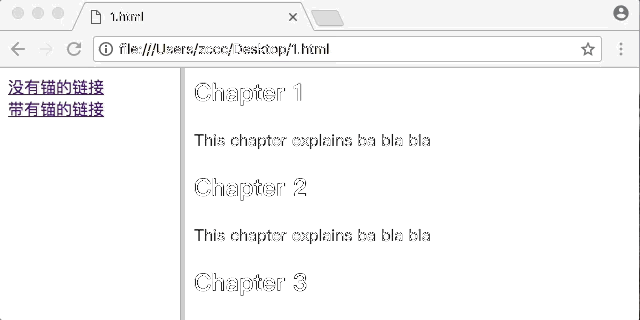 1.html
file:///Users/zccc/Desktop/1.html
没有锚的链接
带有锚的链接
Chapter 1
This chapter explains ba bla bla
Chapter 2
This chapter explains ba bla bla
Chapter 3